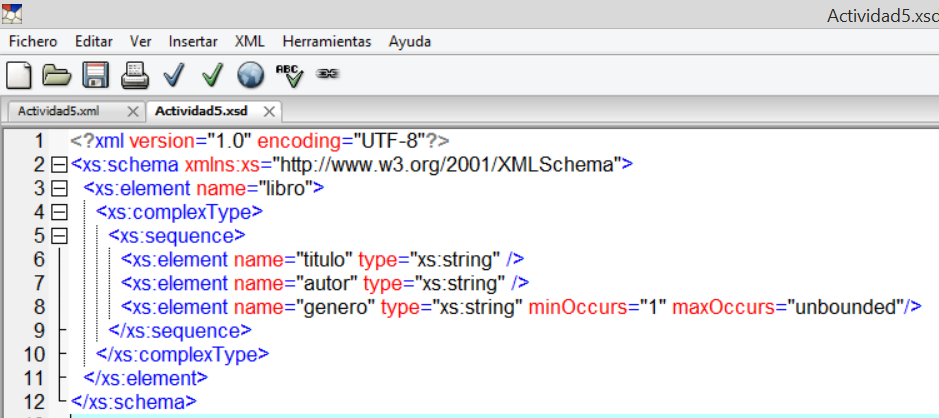 Actividad5.xsd
Fichero Editar Ver Insertar XML Herramientas Ayuda
ABC
Actividad5.xml Actividad5.xsd
1 <?xml version="1.0" encoding="UTF-8"?>
2 <xs:schema xmlns:xs="http://www.w3.org/2001/XMLSchema">
3 <xs:element name="libro">
4 <xs:complexType>
5 <xs:sequence>
6 <xs:element name="titulo" type="xs:string" />
7 <xs:element name="autor" type="xs:string" />
8 <xs:element name="genero" type="xs:string" minOccurs="1" maxOccurs="unbounded"/>
9 </xs:sequence>
10 </xs:complexType>
11 </xs:element>
12 </xs:schema>